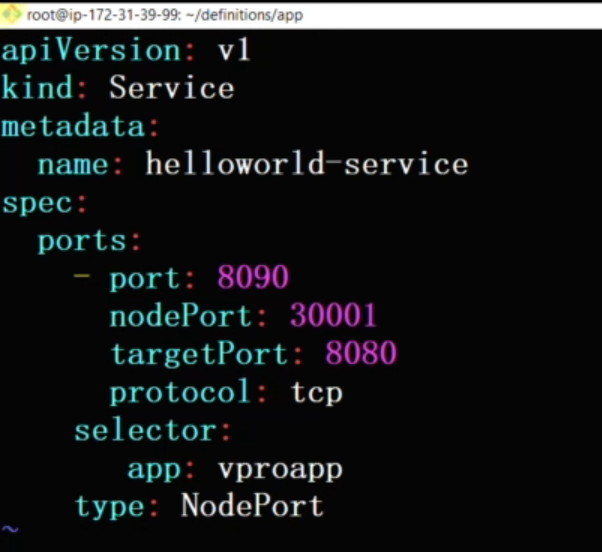 root@ip-172-31-39-99: ~/definitions/app
apiVersion: v1
kind: Service
metadata:
  name: helloworld-service
spec:
  ports:
    - port: 8090
      nodePort: 30001
      targetPort: 8080
      protocol: tcp
    selector:
       app: vproapp
    type: NodePort
~